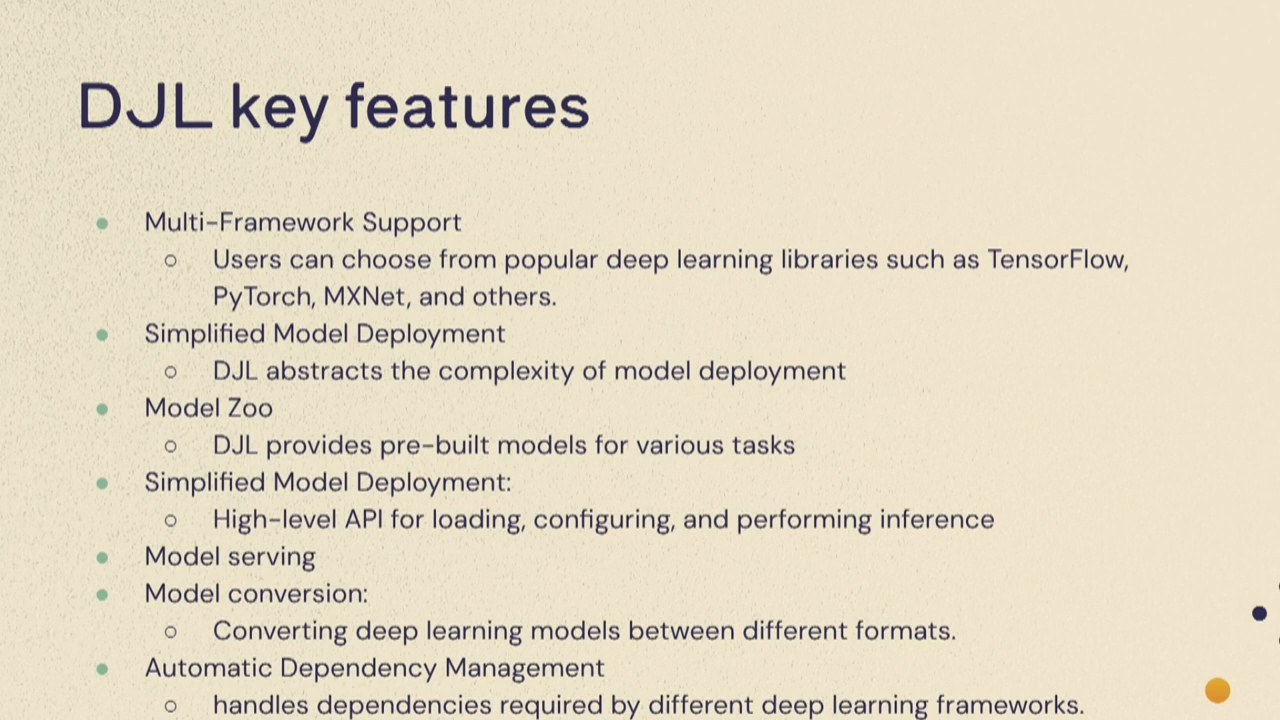 DJL key features
Multi-Framework Support
Users can choose from popular deep learning libraries such as TensorFlow,
PyTorch, MXNet, and others.
Simplified Model Deployment
DJL abstracts the complexity of model deployment
Model Zoo
DJL provides pre-built models for various tasks
Simplified Model Deployment:
High-level API for loading, configuring, and performing inference
Model serving
Model conversion:
Converting deep learning models between different formats.
Automatic Dependency Management
handles dependencies required by different deep learning frameworks.